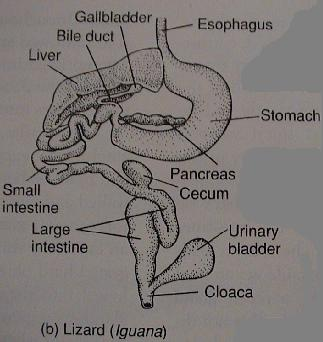 Gallbladder
Esophagus
Bile duct
Liver
Stomach
Pancreas
Small
intestine
Cecum
Large
intestine
Urinary
bladder
Cloaca
(b) Lizard (Iguana)